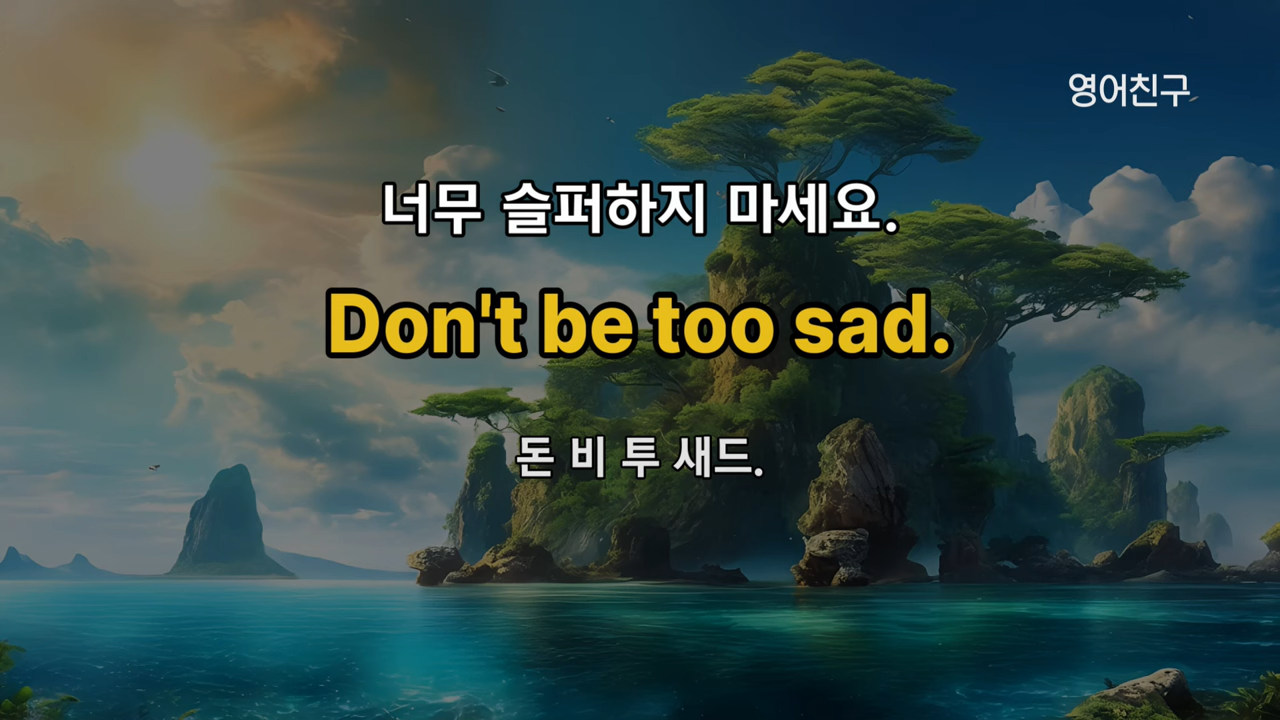 영어친구
너무 슬퍼하지 마세요.
Don't be too sad.
돈 비 투 새드.